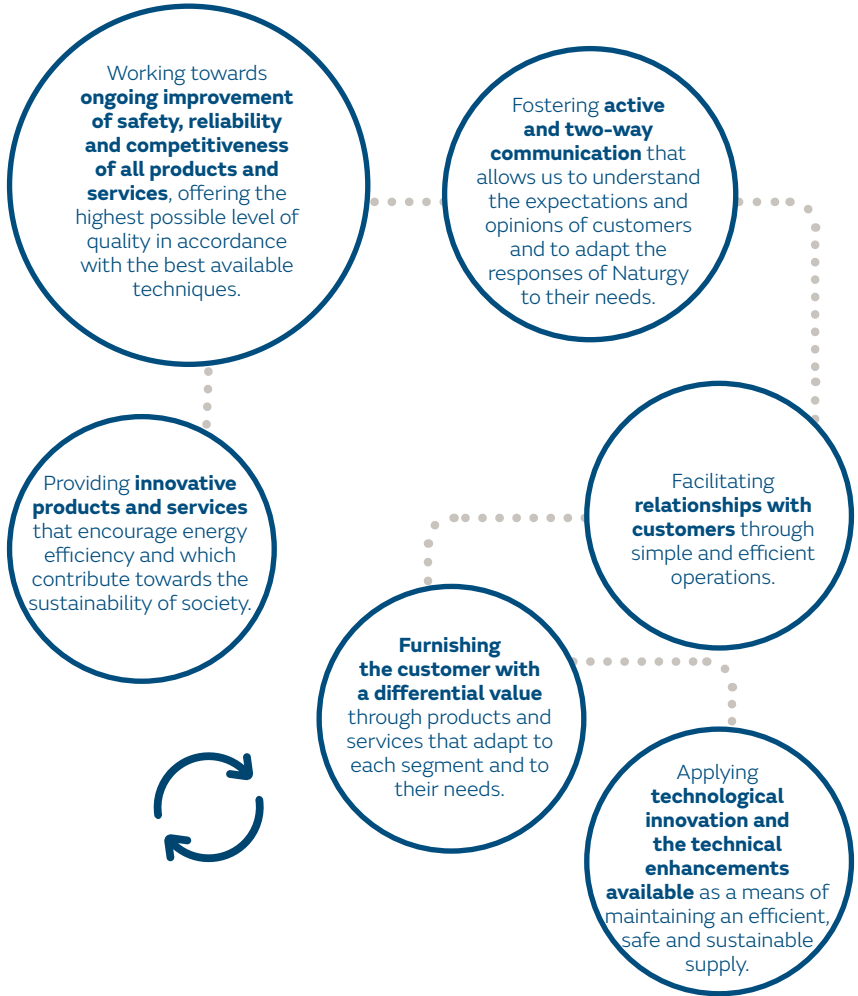 Working towards
ongoing improvement
of safety, reliability
and competitiveness
of all products and
services, offering the
highest possible level of
quality in accordance
with the best available
techniques.
Fostering active
and two-way
communication that
allows us to understand
the expectations and
opinions of customers
and to adapt the
responses of Naturgy
to their needs.
Providing innovative
products and services
that encourage energy
efficiency and which
contribute towards the
sustainability of society.
Facilitating
relationships with
customers through
simple and efficient
operations.
Furnishing
the customer with
a differential value
through products and
services that adapt to
each segment and to
their needs.
Applying
technological
innovation and
the technical
enhancements
available as a means of
maintaining an efficient,
safe and sustainable
supply.